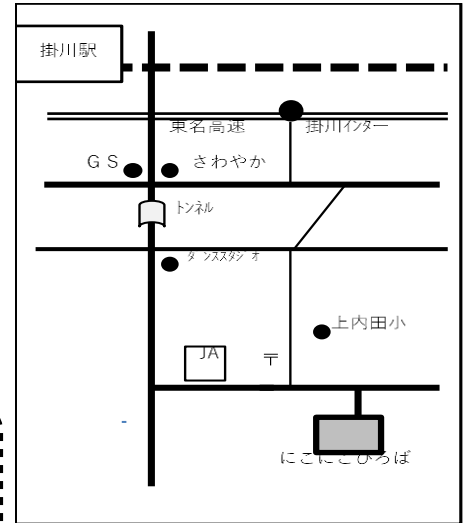 掛川駅
東名高速
掛川インター
GS
さわやか
トンネル
ダンススタジオ
上内田小
JA
〒
にこにこひろば